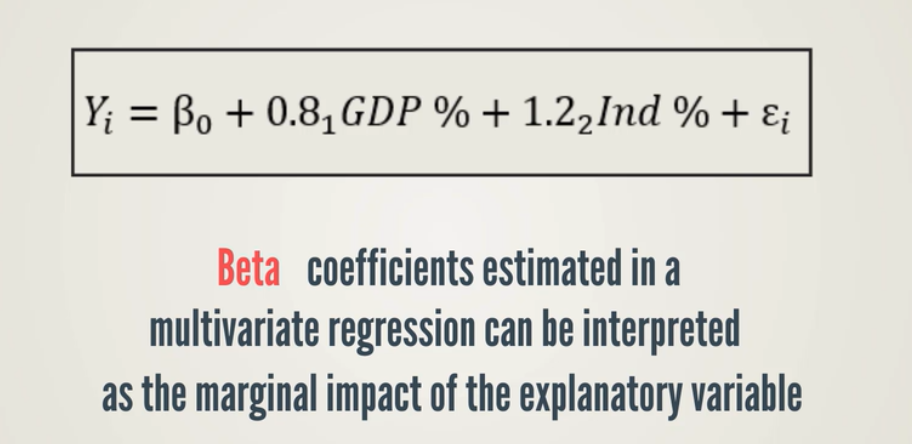 Yᵢ = β₀ + 0.8₁GDP % + 1.2₂Ind % + εᵢ
Beta coefficients estimated in a
multivariate regression can be interpreted
as the marginal impact of the explanatory variable